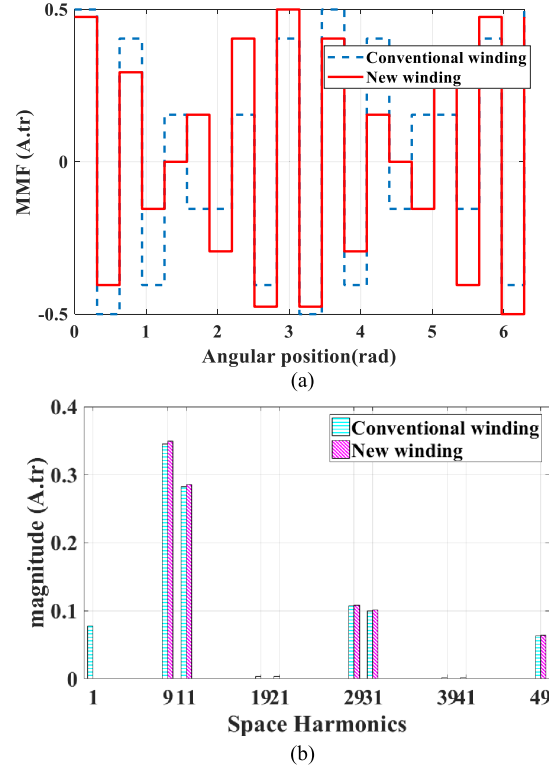 0.5
0
-0.5
MMF (A.tr)
Conventional winding
New winding
0 1 2 3 4 5 6
Angular position(rad)
(a)
0.4
0.3
0.2
0.1
0
magnitude (A.tr)
Conventional winding
New winding
1 9 11 19 21 29 31 39 41 49
Space Harmonics
(b)